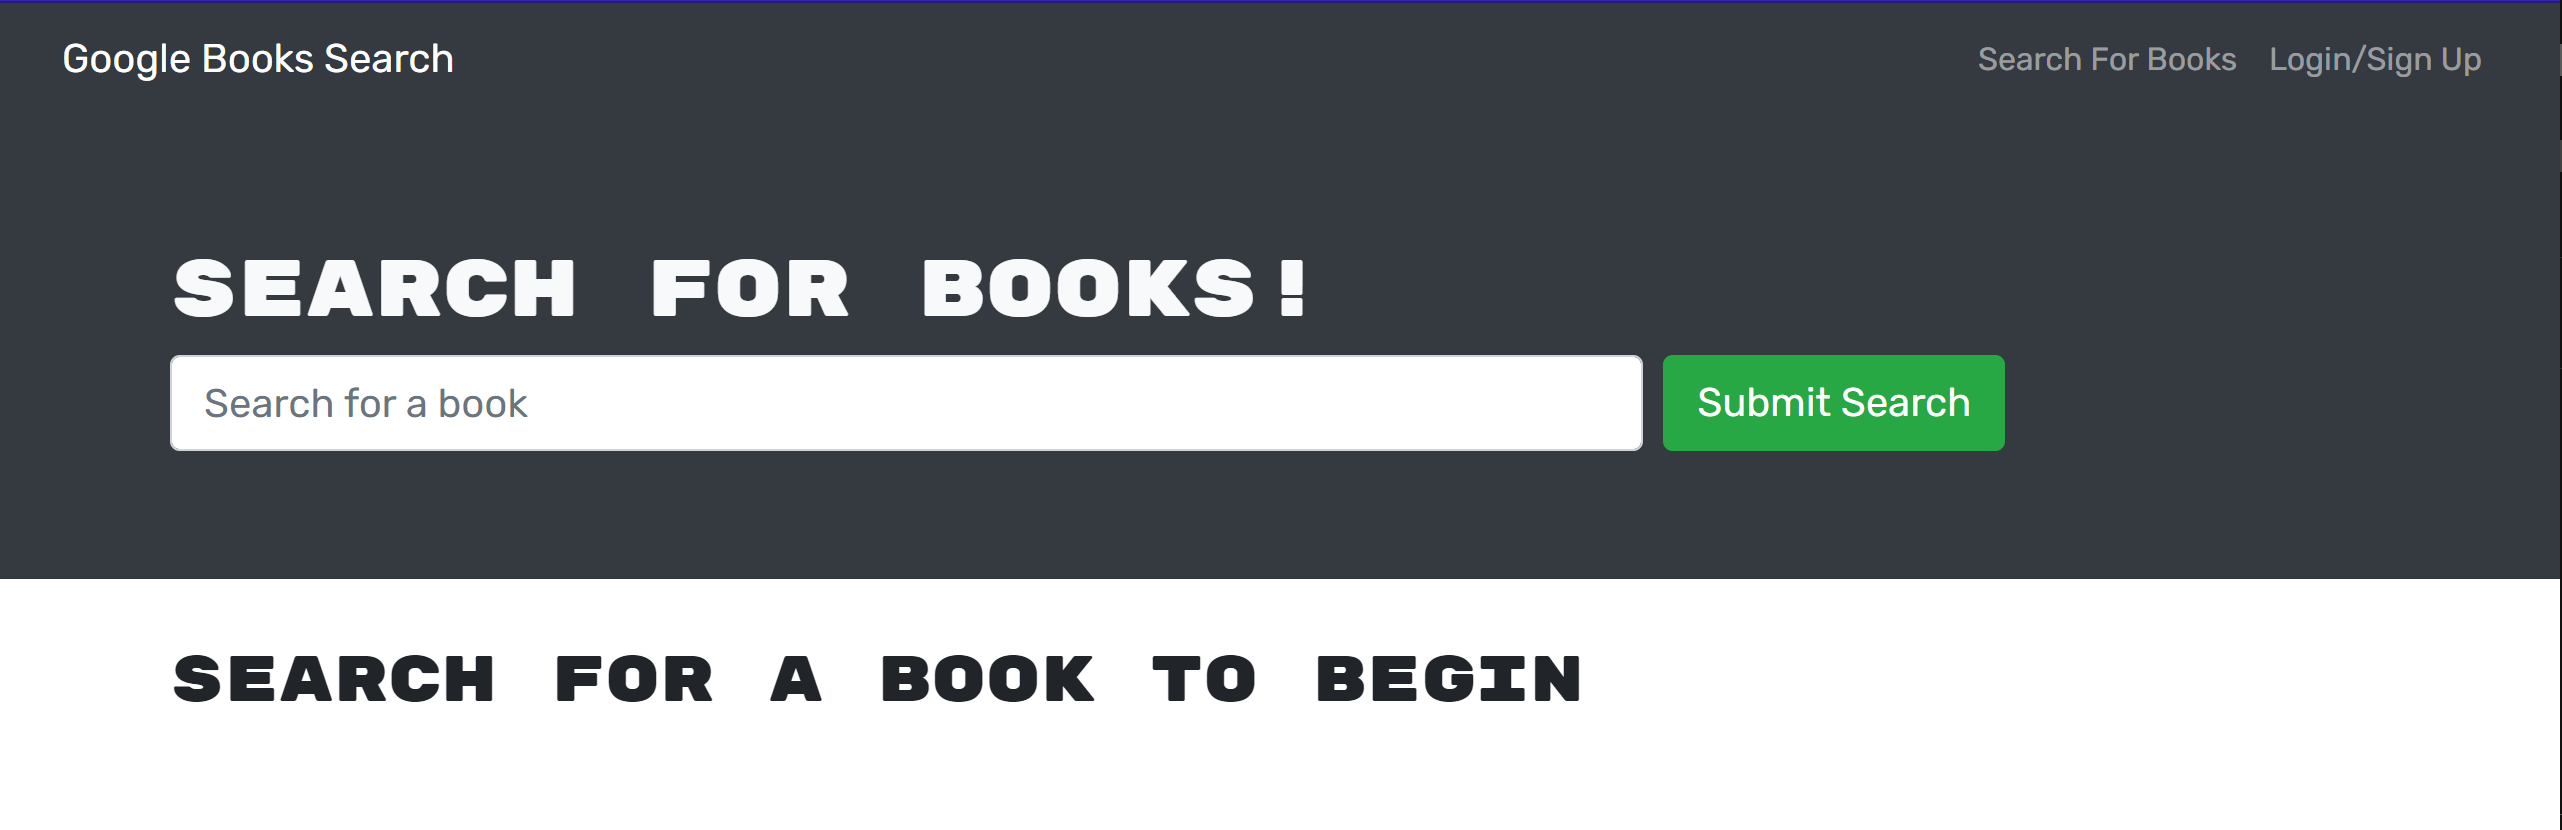 Google Books Search
Search For Books
Login/Sign Up
SEARCH FOR BOOKS!
Search for a book
Submit Search
SEARCH FOR A BOOK TO BEGIN